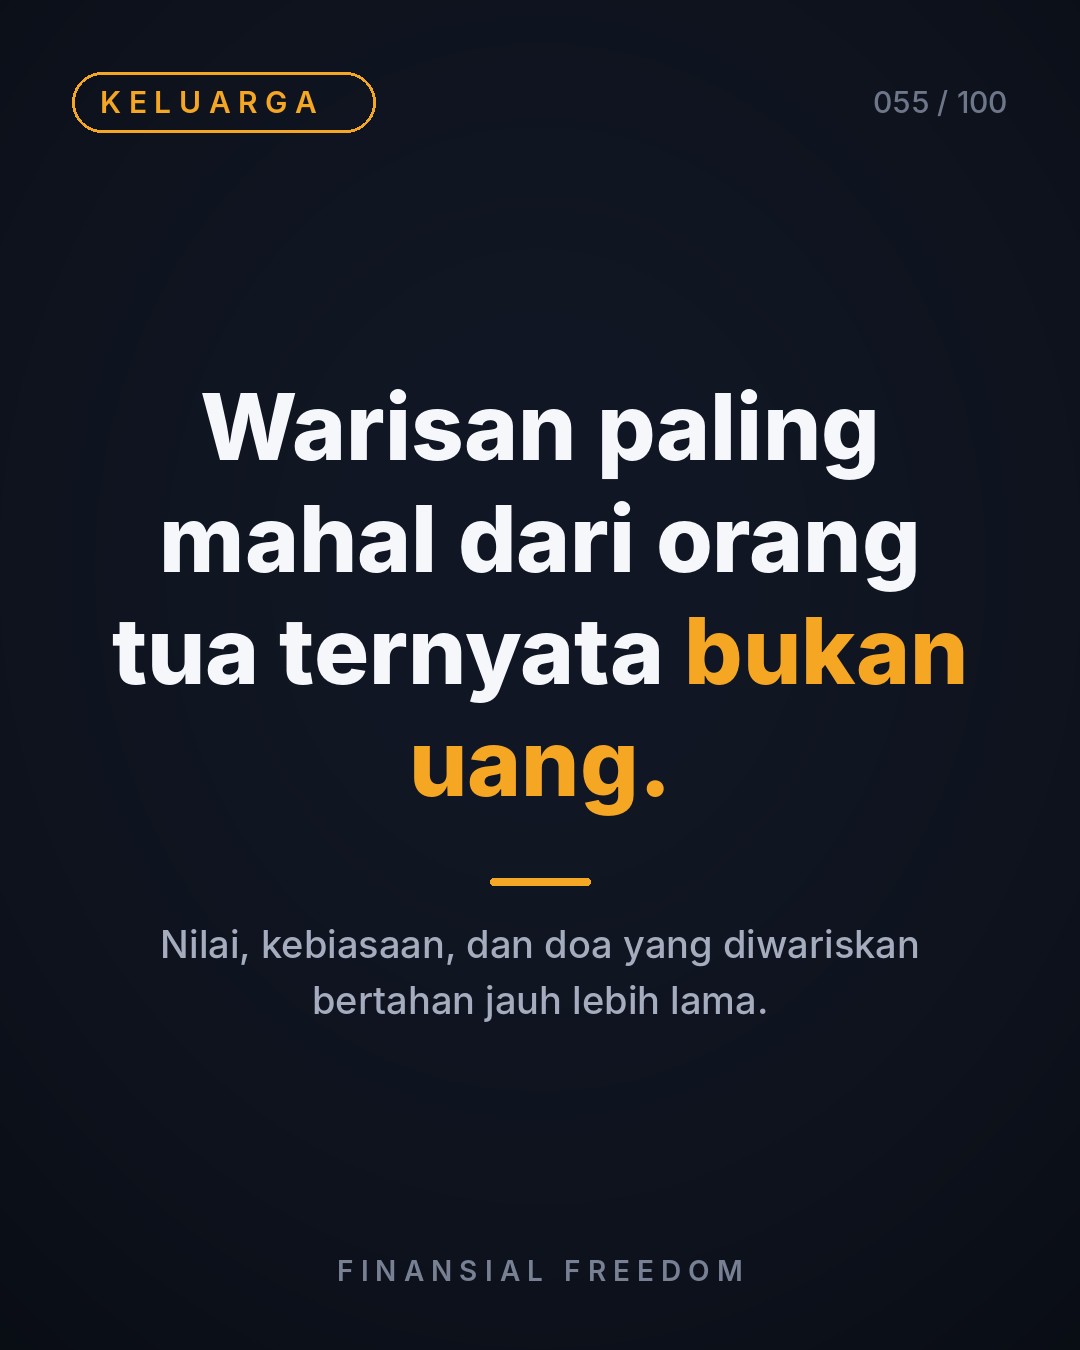 KELUARGA
055 / 100
Warisan paling
mahal dari orang
tua ternyata bukan
uang.
Nilai, kebiasaan, dan doa yang diwariskan
bertahan jauh lebih lama.
FINANSIAL FREEDOM